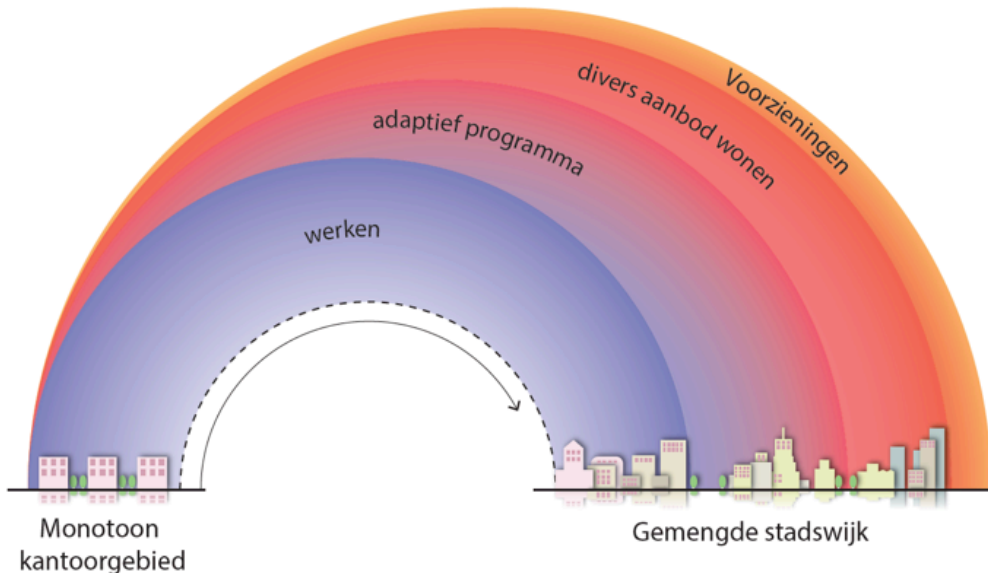 Voorzieningen
divers aanbod wonen
adaptief programma
werken
Monotoon
kantoorgebied
Gemengde stadswijk